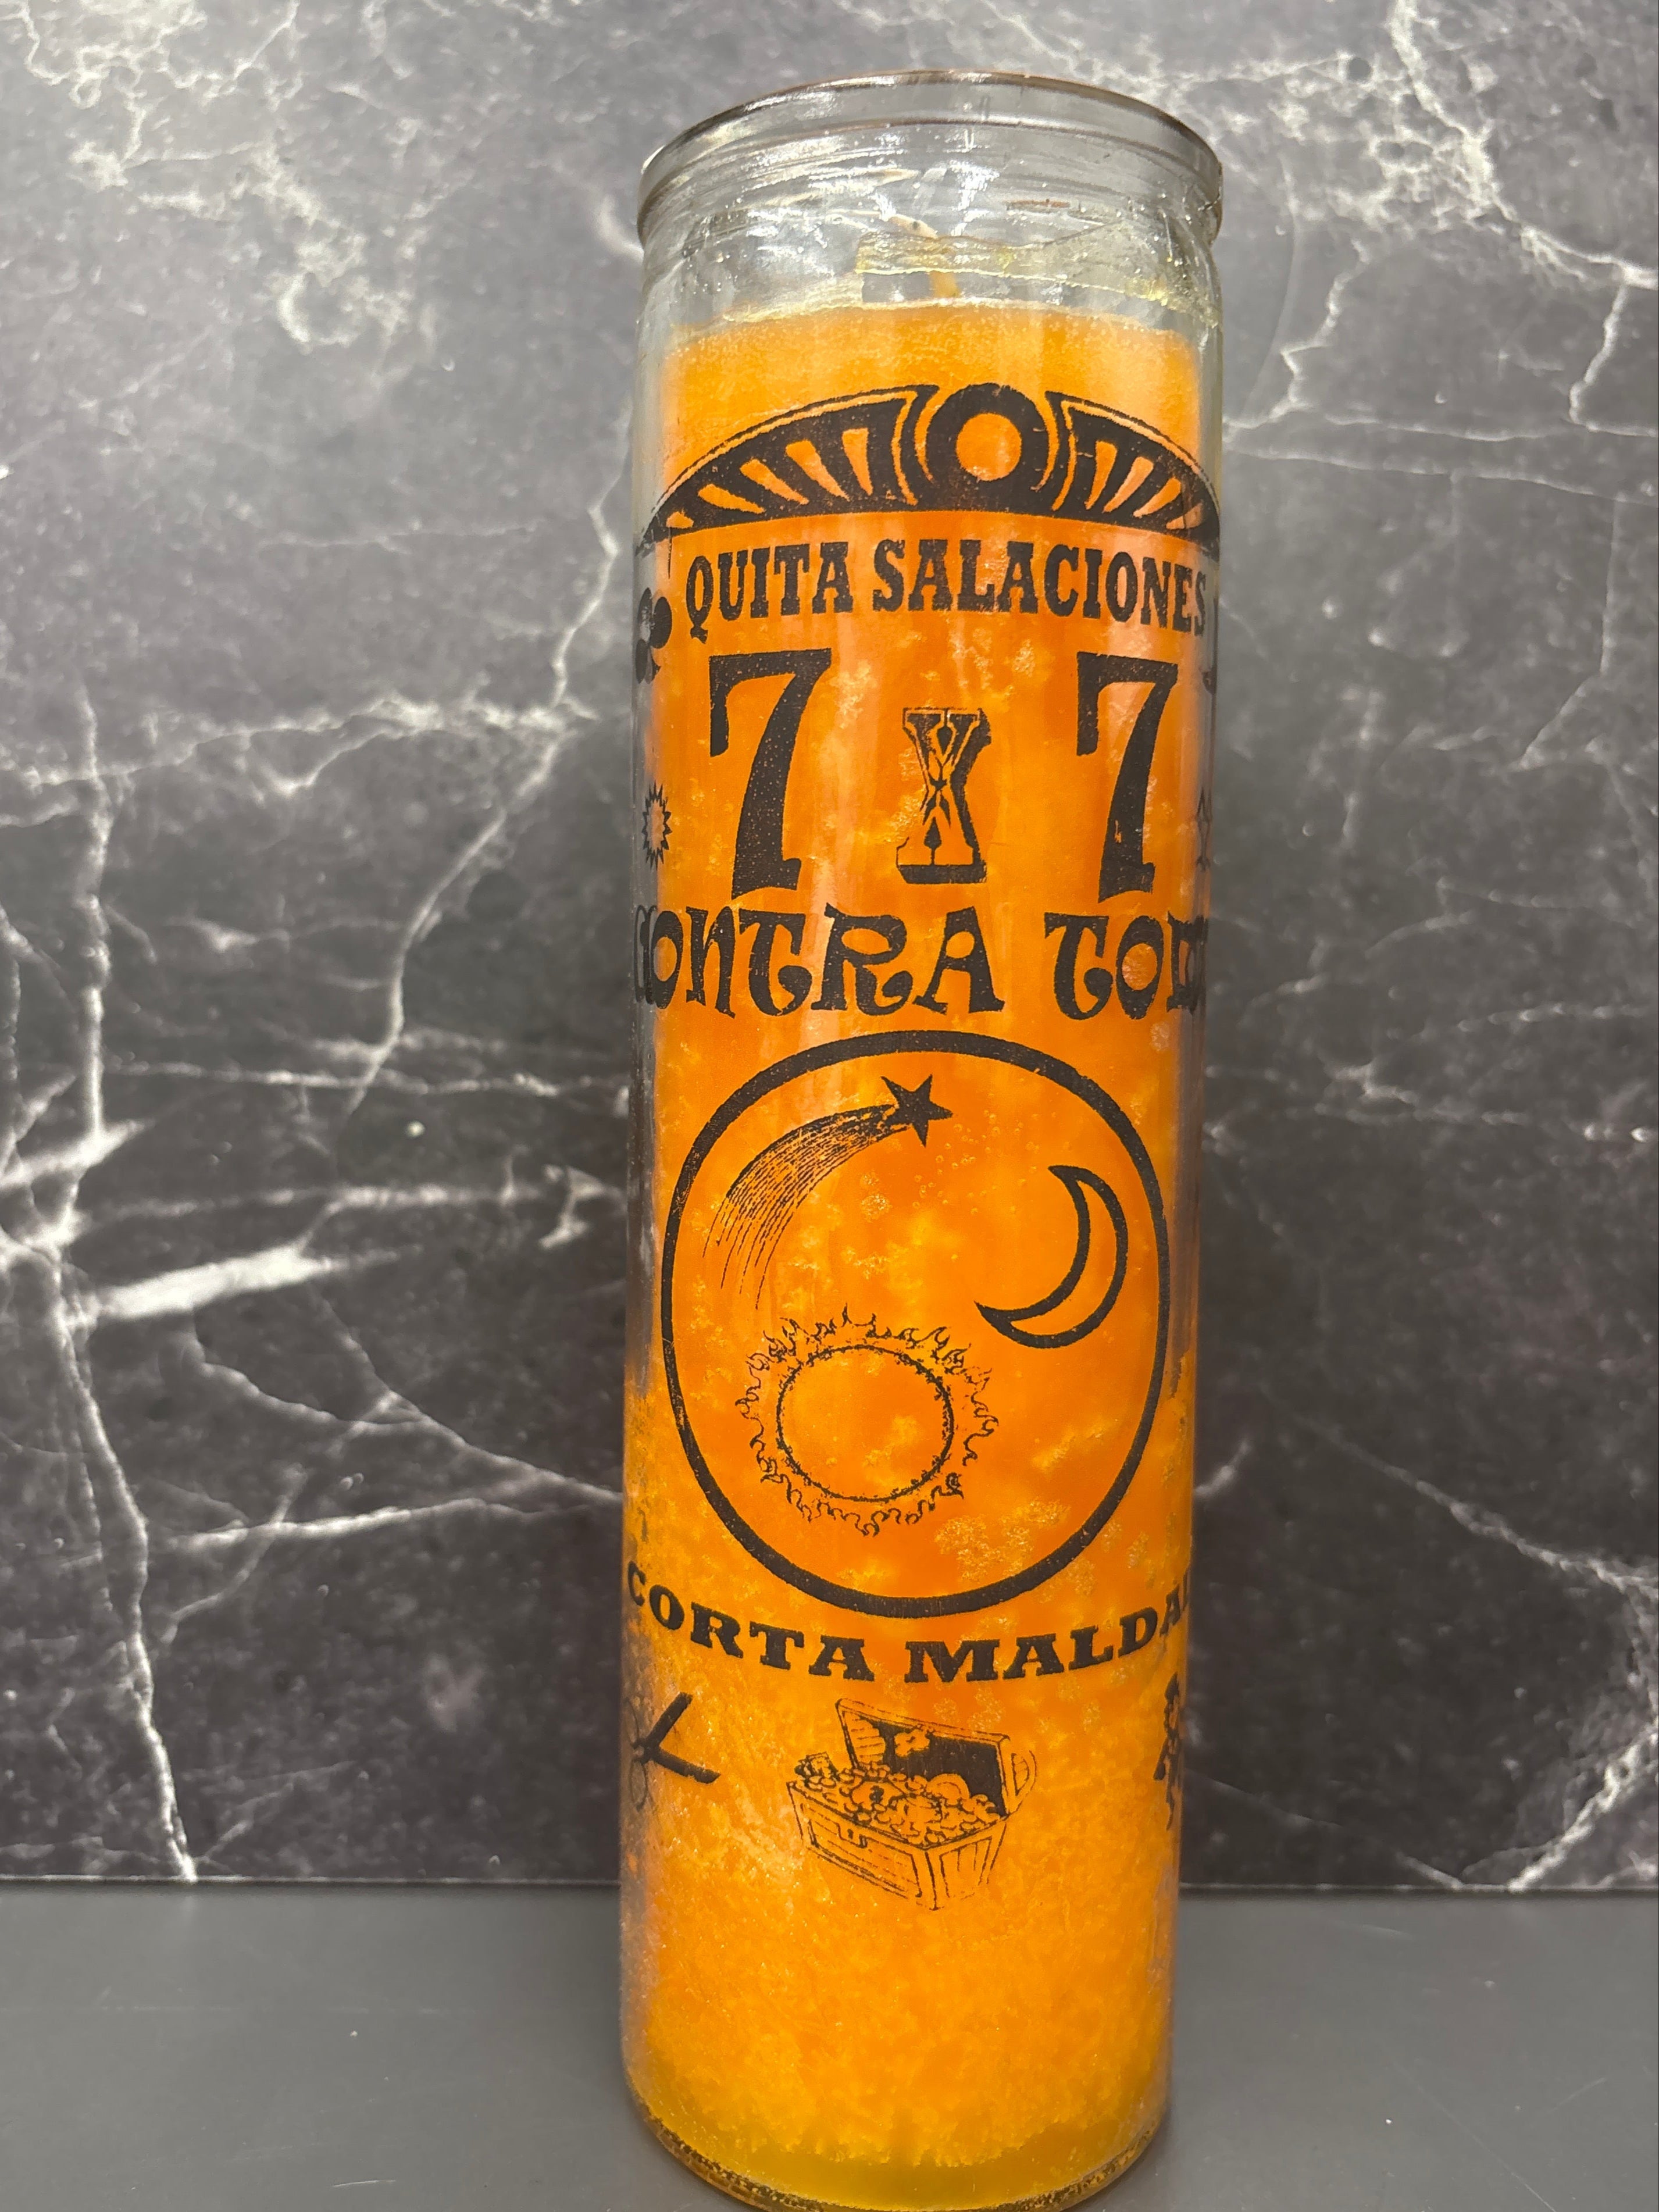 QUITA SALACIONES
7 X 7
CONTRA
CORTA